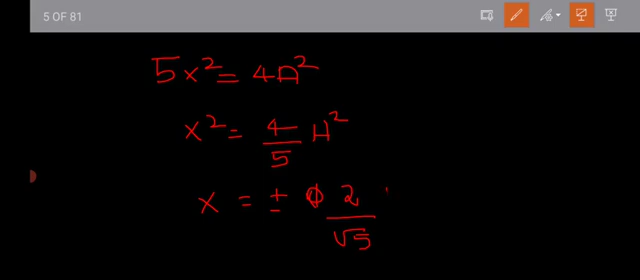 5 OF 81
5x² = 4A²
x² = 4/5 A²
x = ± 2/√5